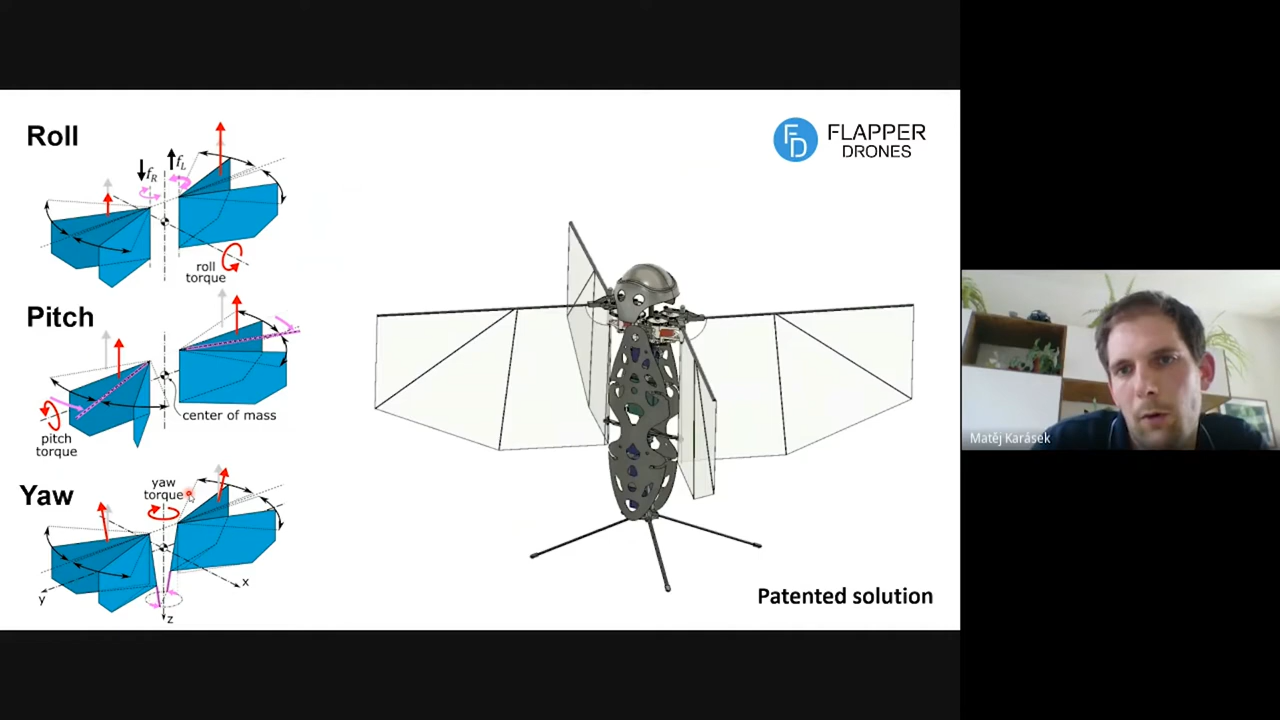 Roll
f_R
f_L
roll
torque
Pitch
center of mass
pitch
torque
Yaw
yaw
torque
x
y
z
FD
FLAPPER
DRONES
Patented solution
Matěj Karásek